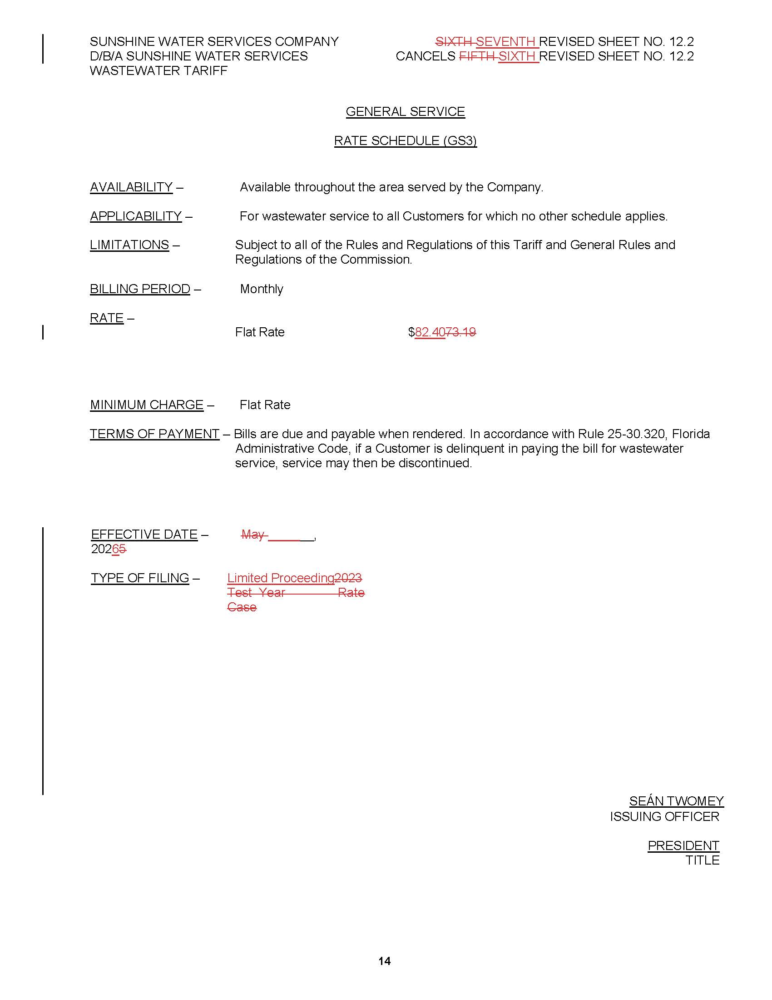 SUNSHINE WATER SERVICES COMPANY SIXTH SEVENTH REVISED SHEET NO. 12.2
D/B/A SUNSHINE WATER SERVICES CANCELS FIFTH SIXTH REVISED SHEET NO. 12.2
WASTEWATER TARIFF
GENERAL SERVICE
RATE SCHEDULE (GS3)
AVAILABILITY – Available throughout the area served by the Company.
APPLICABILITY – For wastewater service to all Customers for which no other schedule applies.
LIMITATIONS – Subject to all of the Rules and Regulations of this Tariff and General Rules and
Regulations of the Commission.
BILLING PERIOD – Monthly
RATE –
Flat Rate $82.4073.19
MINIMUM CHARGE – Flat Rate
TERMS OF PAYMENT – Bills are due and payable when rendered. In accordance with Rule 25-30.320, Florida
Administrative Code, if a Customer is delinquent in paying the bill for wastewater
service, service may then be discontinued.
EFFECTIVE DATE – May ______,
20265
TYPE OF FILING – Limited Proceeding2023
Test Year Rate
Case
SEÁN TWOMEY
ISSUING OFFICER
PRESIDENT
TITLE
14